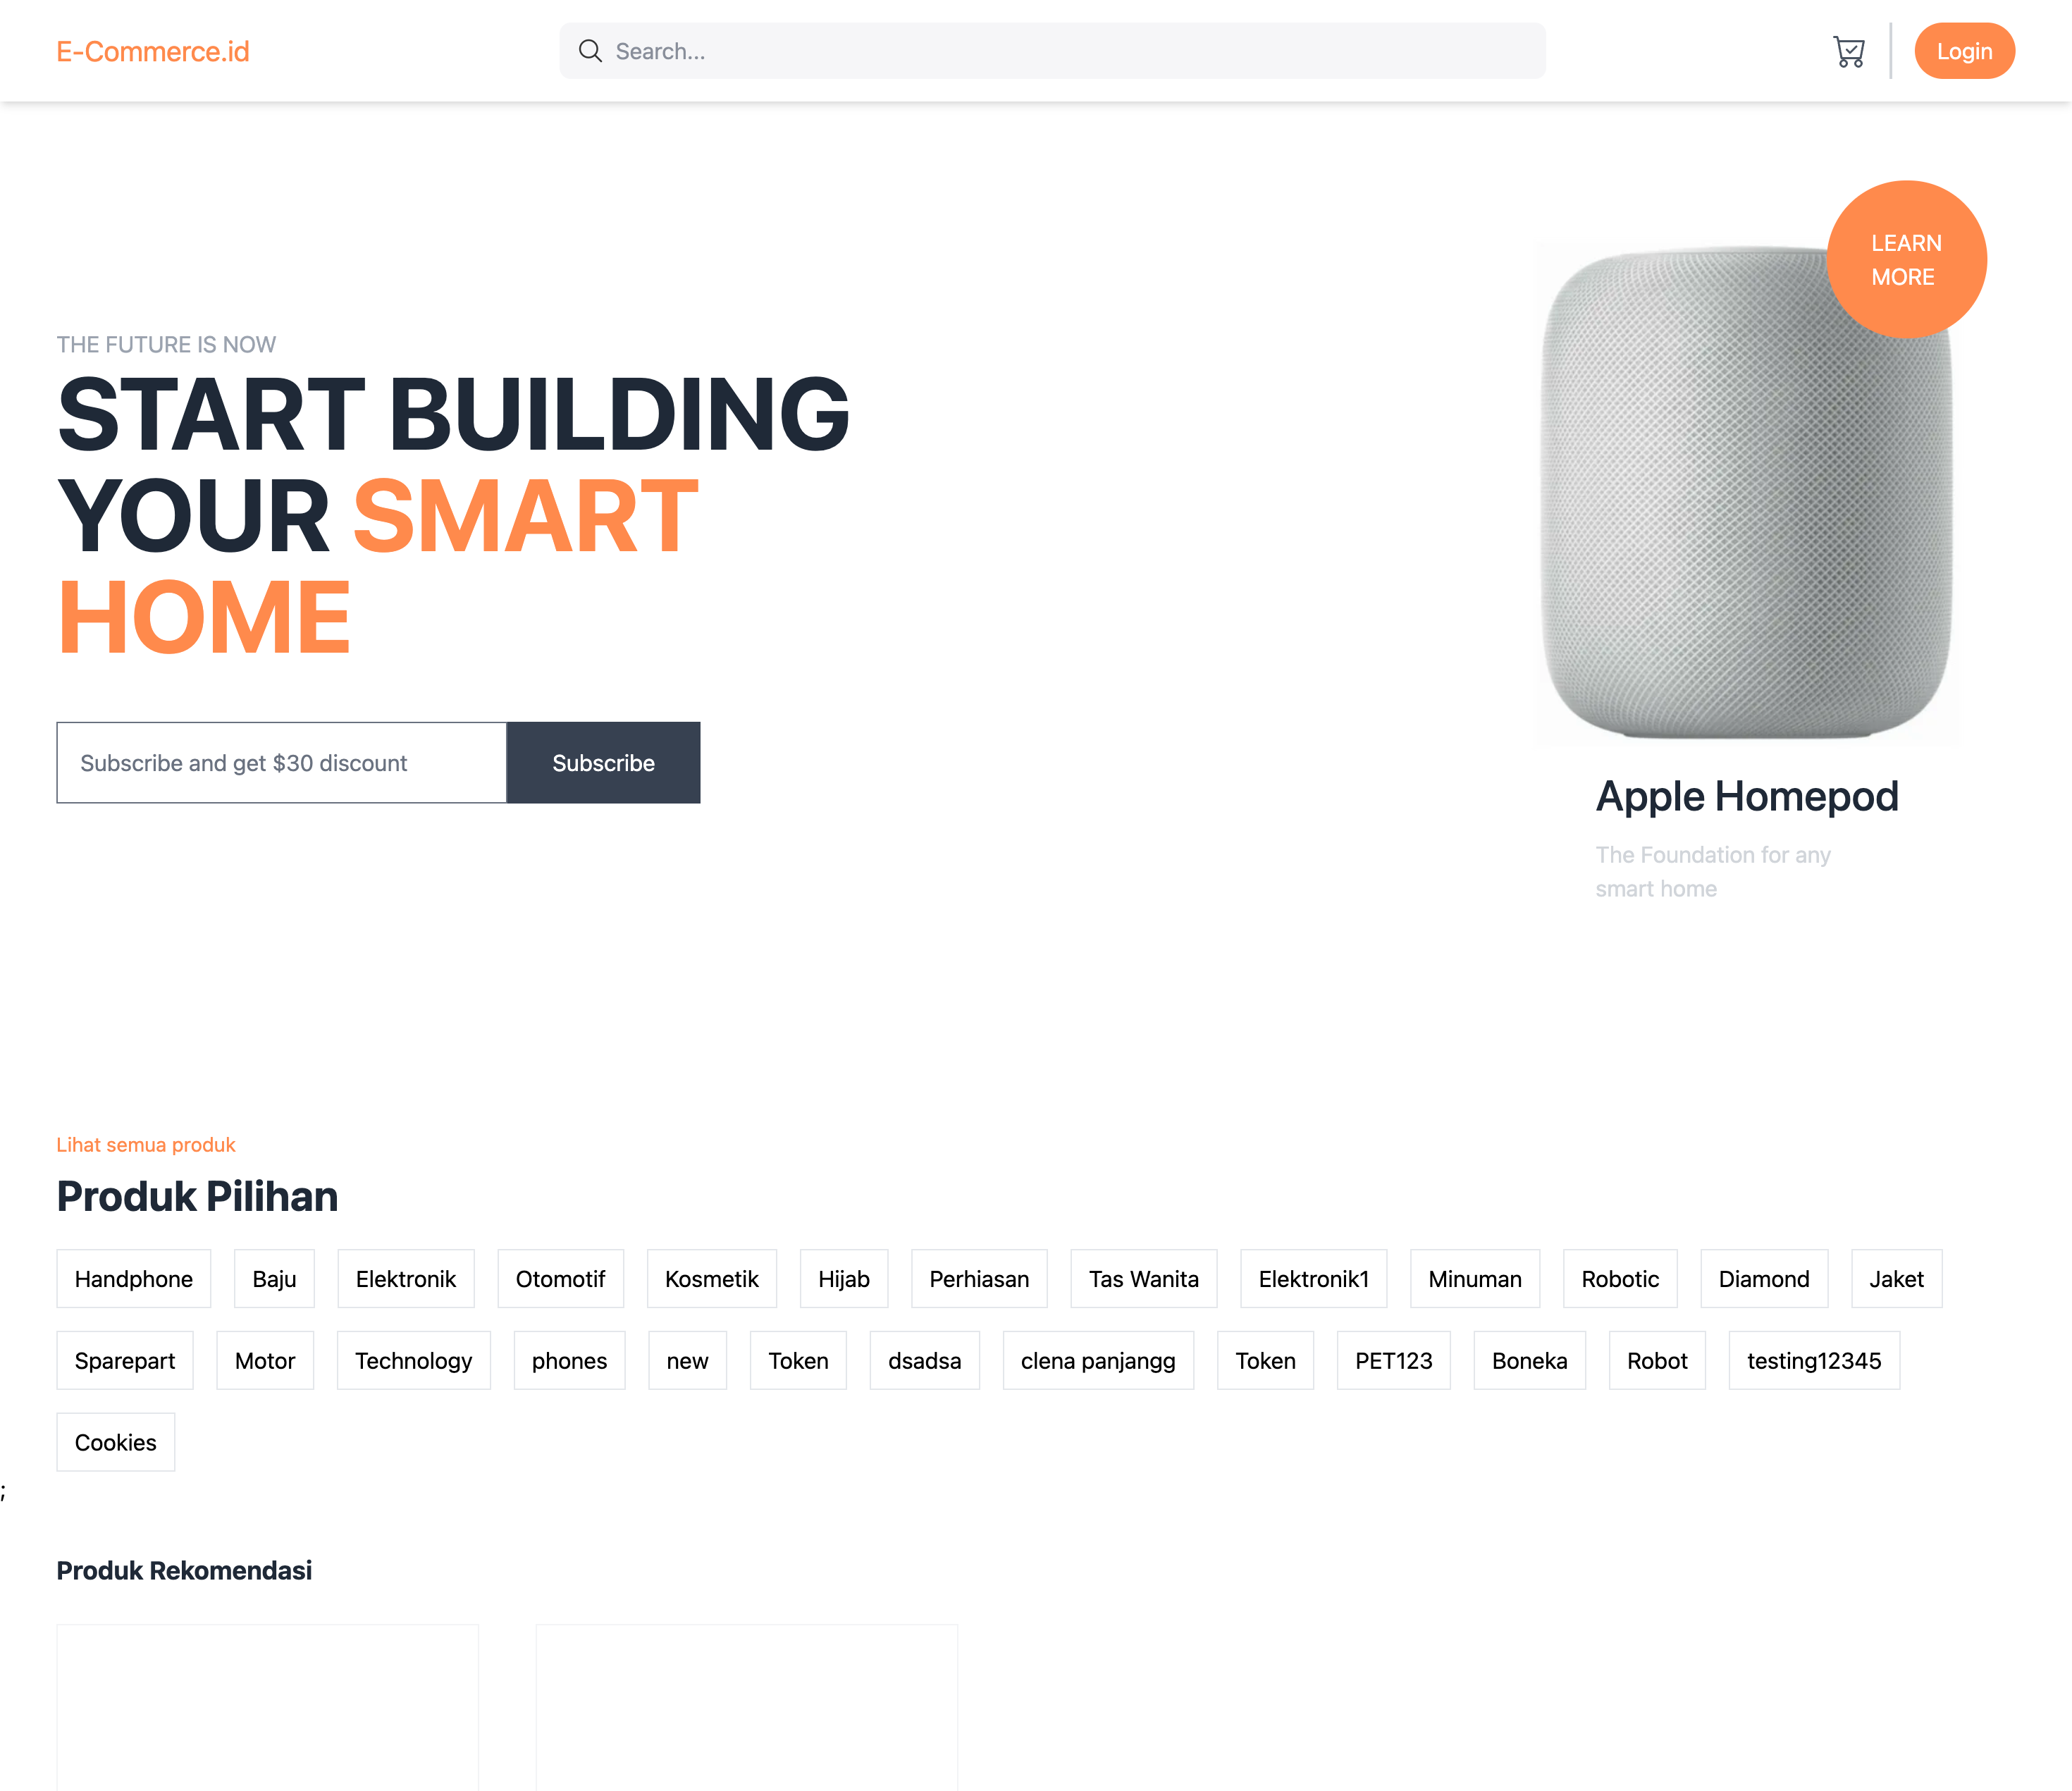 E-Commerce.id
Search...
Login
LEARN
MORE
THE FUTURE IS NOW
START BUILDING
YOUR SMART
HOME
Subscribe and get $30 discount
Subscribe
Apple Homepod
The Foundation for any
smart home
Lihat semua produk
Produk Pilihan
Handphone Baju Elektronik Otomotif Kosmetik Hijab Perhiasan Tas Wanita Elektronik1 Minuman Robotic Diamond Jaket
Sparepart Motor Technology phones new Token dsadsa clena panjangg Token PET123 Boneka Robot testing12345
Cookies
;
Produk Rekomendasi